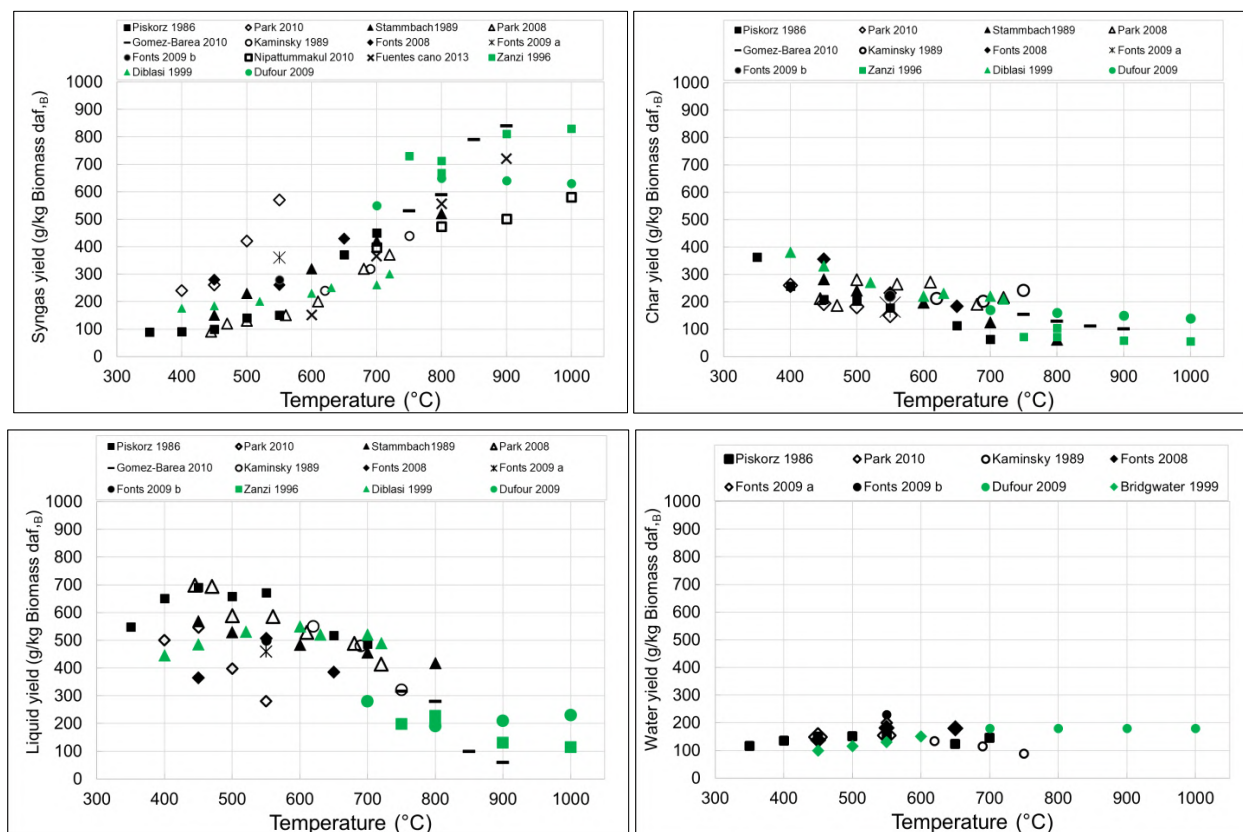 Piskorz 1986 Park 2010 Stammbach1989 Park 2008
Gomez-Barea 2010 Kaminsky 1989 Fonts 2008 Fonts 2009 a
Fonts 2009 b Nipattummakul 2010 Fuentes cano 2013 Zanzi 1996
Diblasi 1999 Dufour 2009
1000
900
800
700
600
500
400
300
200
100
0
Syngas yield (g/kg Biomass daf,B)
300 400 500 600 700 800 900 1000
Temperature (°C)
Piskorz 1986 Park 2010 Stammbach1989 Park 2008
Gomez-Barea 2010 Kaminsky 1989 Fonts 2008 Fonts 2009 a
Fonts 2009 b Zanzi 1996 Diblasi 1999 Dufour 2009
1000
900
800
700
600
500
400
300
200
100
0
Char yield (g/kg Biomass daf,B)
300 400 500 600 700 800 900 1000
Temperature (°C)
Piskorz 1986 Park 2010 Stammbach1989 Park 2008
Gomez-Barea 2010 Kaminsky 1989 Fonts 2008 Fonts 2009 a
Fonts 2009 b Zanzi 1996 Diblasi 1999 Dufour 2009
1000
900
800
700
600
500
400
300
200
100
0
Liquid yield (g/kg Biomass daf,B)
300 400 500 600 700 800 900 1000
Temperature (°C)
Piskorz 1986 Park 2010 Kaminsky 1989 Fonts 2008
Fonts 2009 a Fonts 2009 b Dufour 2009 Bridgwater 1999
1000
900
800
700
600
500
400
300
200
100
0
Water yield (g/kg Biomass daf,B)
300 400 500 600 700 800 900 1000
Temperature (°C)